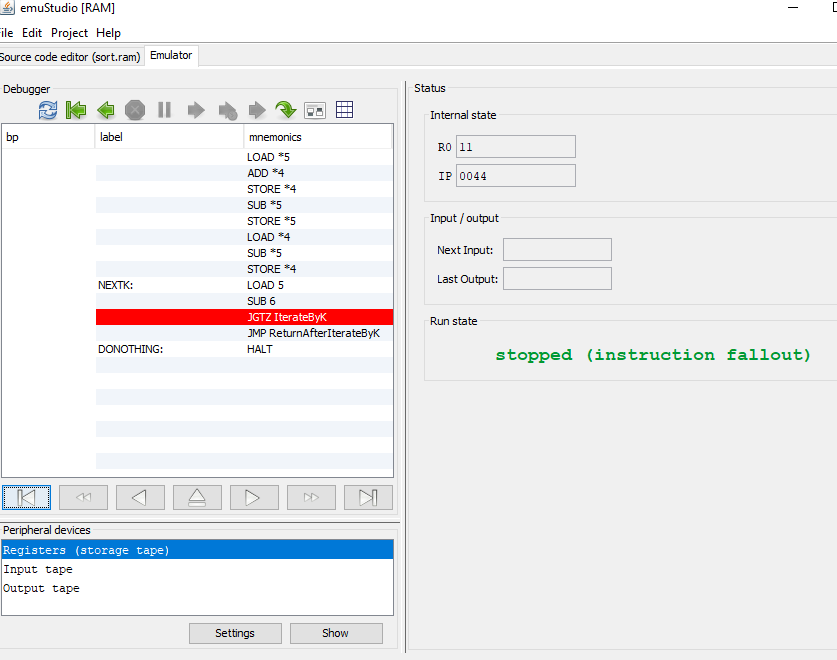 emuStudio [RAM]
ile Edit Project Help
Source code editor (sort.ram) Emulator
Debugger
bp label mnemonics
LOAD *5
ADD *4
STORE *4
SUB *5
STORE *5
LOAD *4
SUB *5
STORE *4
NEXTK: LOAD 5
SUB 6
JGTZ IterateByK
JMP ReturnAfterIterateByK
DONOTHING: HALT
Peripheral devices
Registers (storage tape)
Input tape
Output tape
Settings Show
Status
Internal state
R0 11
IP 0044
Input / output
Next Input:
Last Output:
Run state
stopped (instruction fallout)